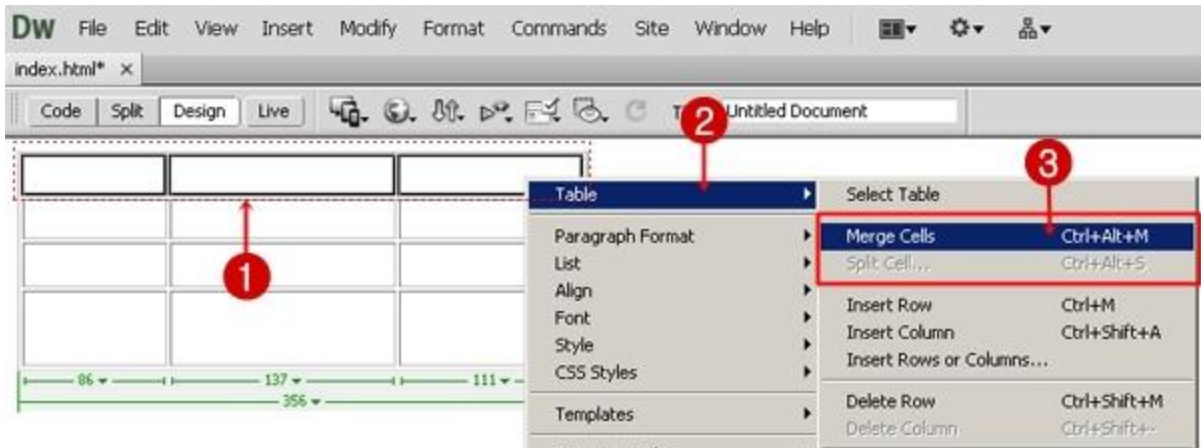 DW File Edit View Insert Modify Format Commands Site Window Help
index.html* ×
Code Split Design Live Untitled Document
2
3
1
Table
Select Table
Paragraph Format
Merge Cells Ctrl+Alt+M
List
Split Cell... Ctrl+Alt+S
Align
Font
Insert Row Ctrl+M
Style
Insert Column Ctrl+Shift+A
CSS Styles
Insert Rows or Columns...
Templates
Delete Row Ctrl+Shift+M
Delete Column Ctrl+Shift+-
86 137 111
356